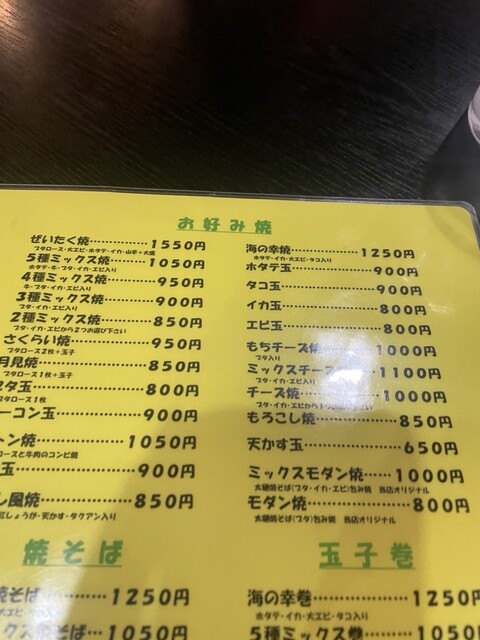 お好み焼
ぜいたく焼…………1550円
ブタロース・大エビ・ホタテ・イカ・山芋+大盛
5種ミックス焼………1050円
ホタテ・牛・ブタ・イカ・エビ入り
4種ミックス焼…………950円
牛・ブタ・イカ・エビ入り
3種ミックス焼…………900円
ブタ・イカ・エビ入り
2種ミックス焼…………850円
ブタ・イカ・エビから2つお選び下さい
さくらい焼………………950円
ブタロース2枚+玉子
月見焼……………………850円
ブタロース1枚+玉子
タ玉………………………800円
タロース1枚
ーコン玉…………………900円
トン焼…………………1050円
ロースと牛肉のコンビ焼
玉…………………………900円
し風焼……………………850円
紅しょうが・天かす・タクアン入り
海の幸焼………………1250円
ホタテ・イカ・大エビ・タコ入り
ホタテ玉…………………900円
タコ玉……………………900円
イカ玉……………………800円
エビ玉……………………800円
もちチーズ焼…………1000円
ブタ入り
ミックスチーズ………1100円
ブタ・イカ・エビ入り
チーズ焼………………1000円
ブタ・イカ・エビから
もろこし焼………………850円
天かす玉…………………650円
ミックスモダン焼……1000円
太麺焼そば(ブタ・イカ・エビ)包み焼 当店オリジナル
モダン焼…………………800円
太麺焼そば(ブタ)包み焼 当店オリジナル
焼そば
焼そば…………………1250円
クス焼そば……………1050円
玉子巻
海の幸巻………………1250円
ホタテ・イカ・大エビ・タコ入り
5種ミックス巻………1050